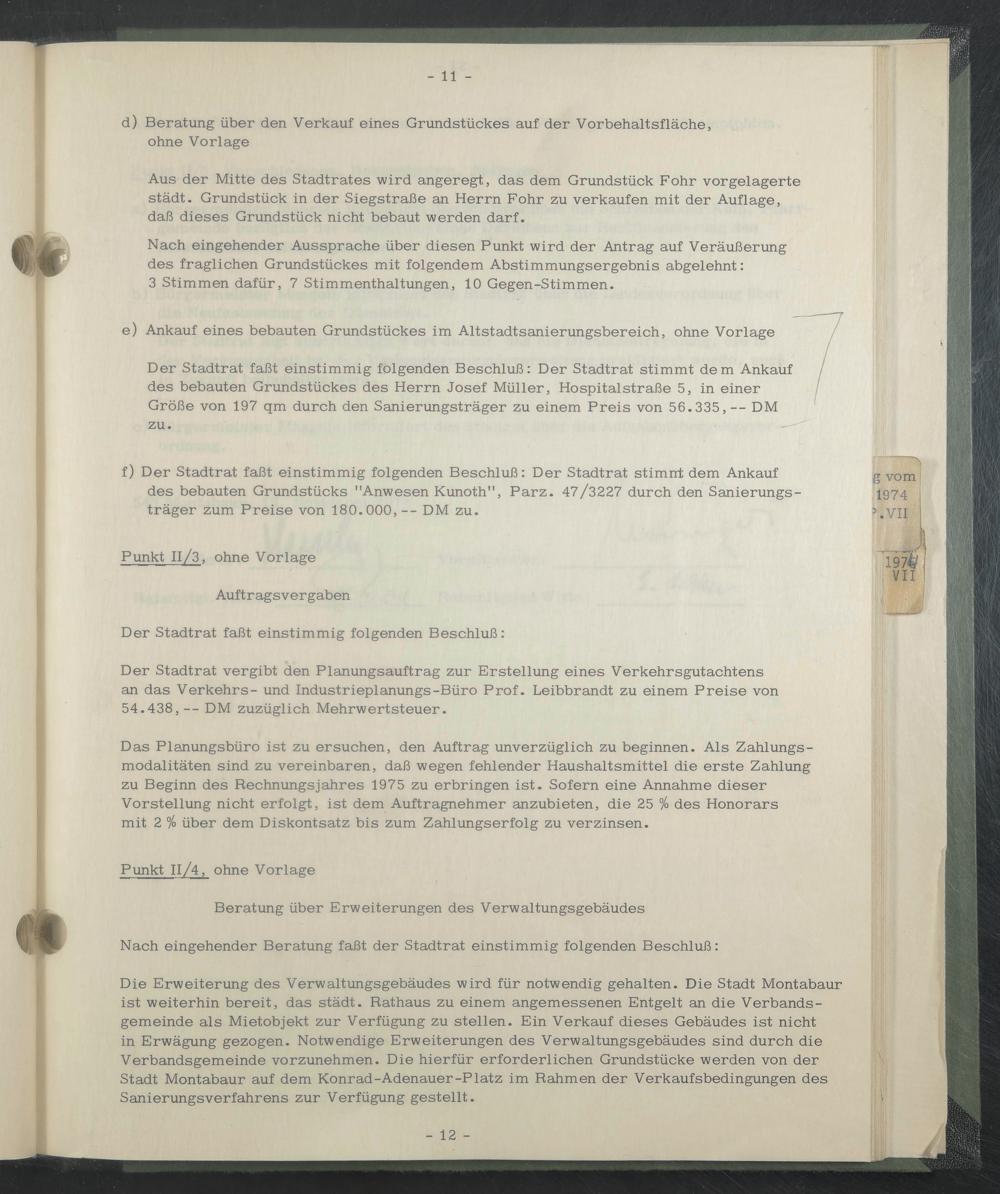 - 11 -
d) Beratung über den Verkauf eines Grundstückes auf der Vorbehaltsfläche,
ohne Vorlage
Aus der Mitte des Stadtrates wird angeregt, das dem Grundstück Fohr vorgelagerte
städt. Grundstück in der Siegstraße an Herrn Fohr zu verkaufen mit der Auflage,
daß dieses Grundstück nicht bebaut werden darf.
Nach eingehender Aussprache über diesen Punkt wird der Antrag auf Veräußerung
des fraglichen Grundstückes mit folgendem Abstimmungsergebnis abgelehnt:
3 Stimmen dafür, 7 Stimmenthaltungen, 10 Gegen-Stimmen.
e) Ankauf eines bebauten Grundstückes im Altstadtsanierungsbereich, ohne Vorlage
Der Stadtrat faßt einstimmig folgenden Beschluß: Der Stadtrat stimmt dem Ankauf
des bebauten Grundstückes des Herrn Josef Müller, Hospitalstraße 5, in einer
Größe von 197 qm durch den Sanierungsträger zu einem Preis von 56.335,-- DM
zu.
f) Der Stadtrat faßt einstimmig folgenden Beschluß: Der Stadtrat stimmt dem Ankauf
des bebauten Grundstücks "Anwesen Kunoth", Parz. 47/3227 durch den Sanierungs-
träger zum Preise von 180.000,-- DM zu.
Punkt II/3, ohne Vorlage
Auftragsvergaben
Der Stadtrat faßt einstimmig folgenden Beschluß:
Der Stadtrat vergibt den Planungsauftrag zur Erstellung eines Verkehrsgutachtens
an das Verkehrs- und Industrieplanungs-Büro Prof. Leibbrandt zu einem Preise von
54.438,-- DM zuzüglich Mehrwertsteuer.
Das Planungsbüro ist zu ersuchen, den Auftrag unverzüglich zu beginnen. Als Zahlungs-
modalitäten sind zu vereinbaren, daß wegen fehlender Haushaltsmittel die erste Zahlung
zu Beginn des Rechnungsjahres 1975 zu erbringen ist. Sofern eine Annahme dieser
Vorstellung nicht erfolgt, ist dem Auftragnehmer anzubieten, die 25 % des Honorars
mit 2 % über dem Diskontsatz bis zum Zahlungserfolg zu verzinsen.
Punkt II/4, ohne Vorlage
Beratung über Erweiterungen des Verwaltungsgebäudes
Nach eingehender Beratung faßt der Stadtrat einstimmig folgenden Beschluß:
Die Erweiterung des Verwaltungsgebäudes wird für notwendig gehalten. Die Stadt Montabaur
ist weiterhin bereit, das städt. Rathaus zu einem angemessenen Entgelt an die Verbands-
gemeinde als Mietobjekt zur Verfügung zu stellen. Ein Verkauf dieses Gebäudes ist nicht
in Erwägung gezogen. Notwendige Erweiterungen des Verwaltungsgebäudes sind durch die
Verbandsgemeinde vorzunehmen. Die hierfür erforderlichen Grundstücke werden von der
Stadt Montabaur auf dem Konrad-Adenauer-Platz im Rahmen der Verkaufsbedingungen des
Sanierungsverfahrens zur Verfügung gestellt.
- 12 -
g vom
1974
P.VII
1974
VII